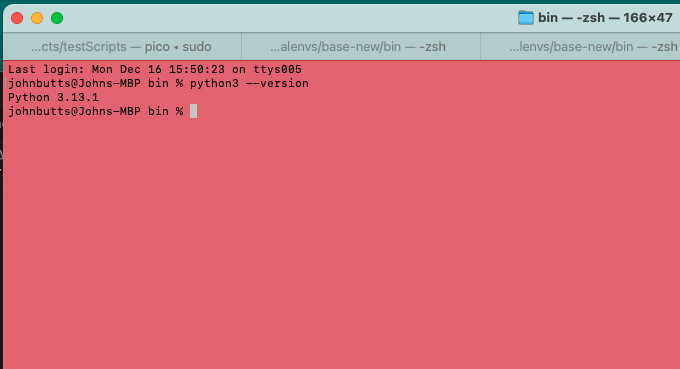 bin — -zsh — 166×47
...cts/testScripts — pico ◂ sudo
...alenvs/base-new/bin — -zsh
...lenvs/base-new/bin — -zsh
Last login: Mon Dec 16 15:50:23 on ttys005
johnbutts@Johns-MBP bin % python3 --version
Python 3.13.1
johnbutts@Johns-MBP bin %